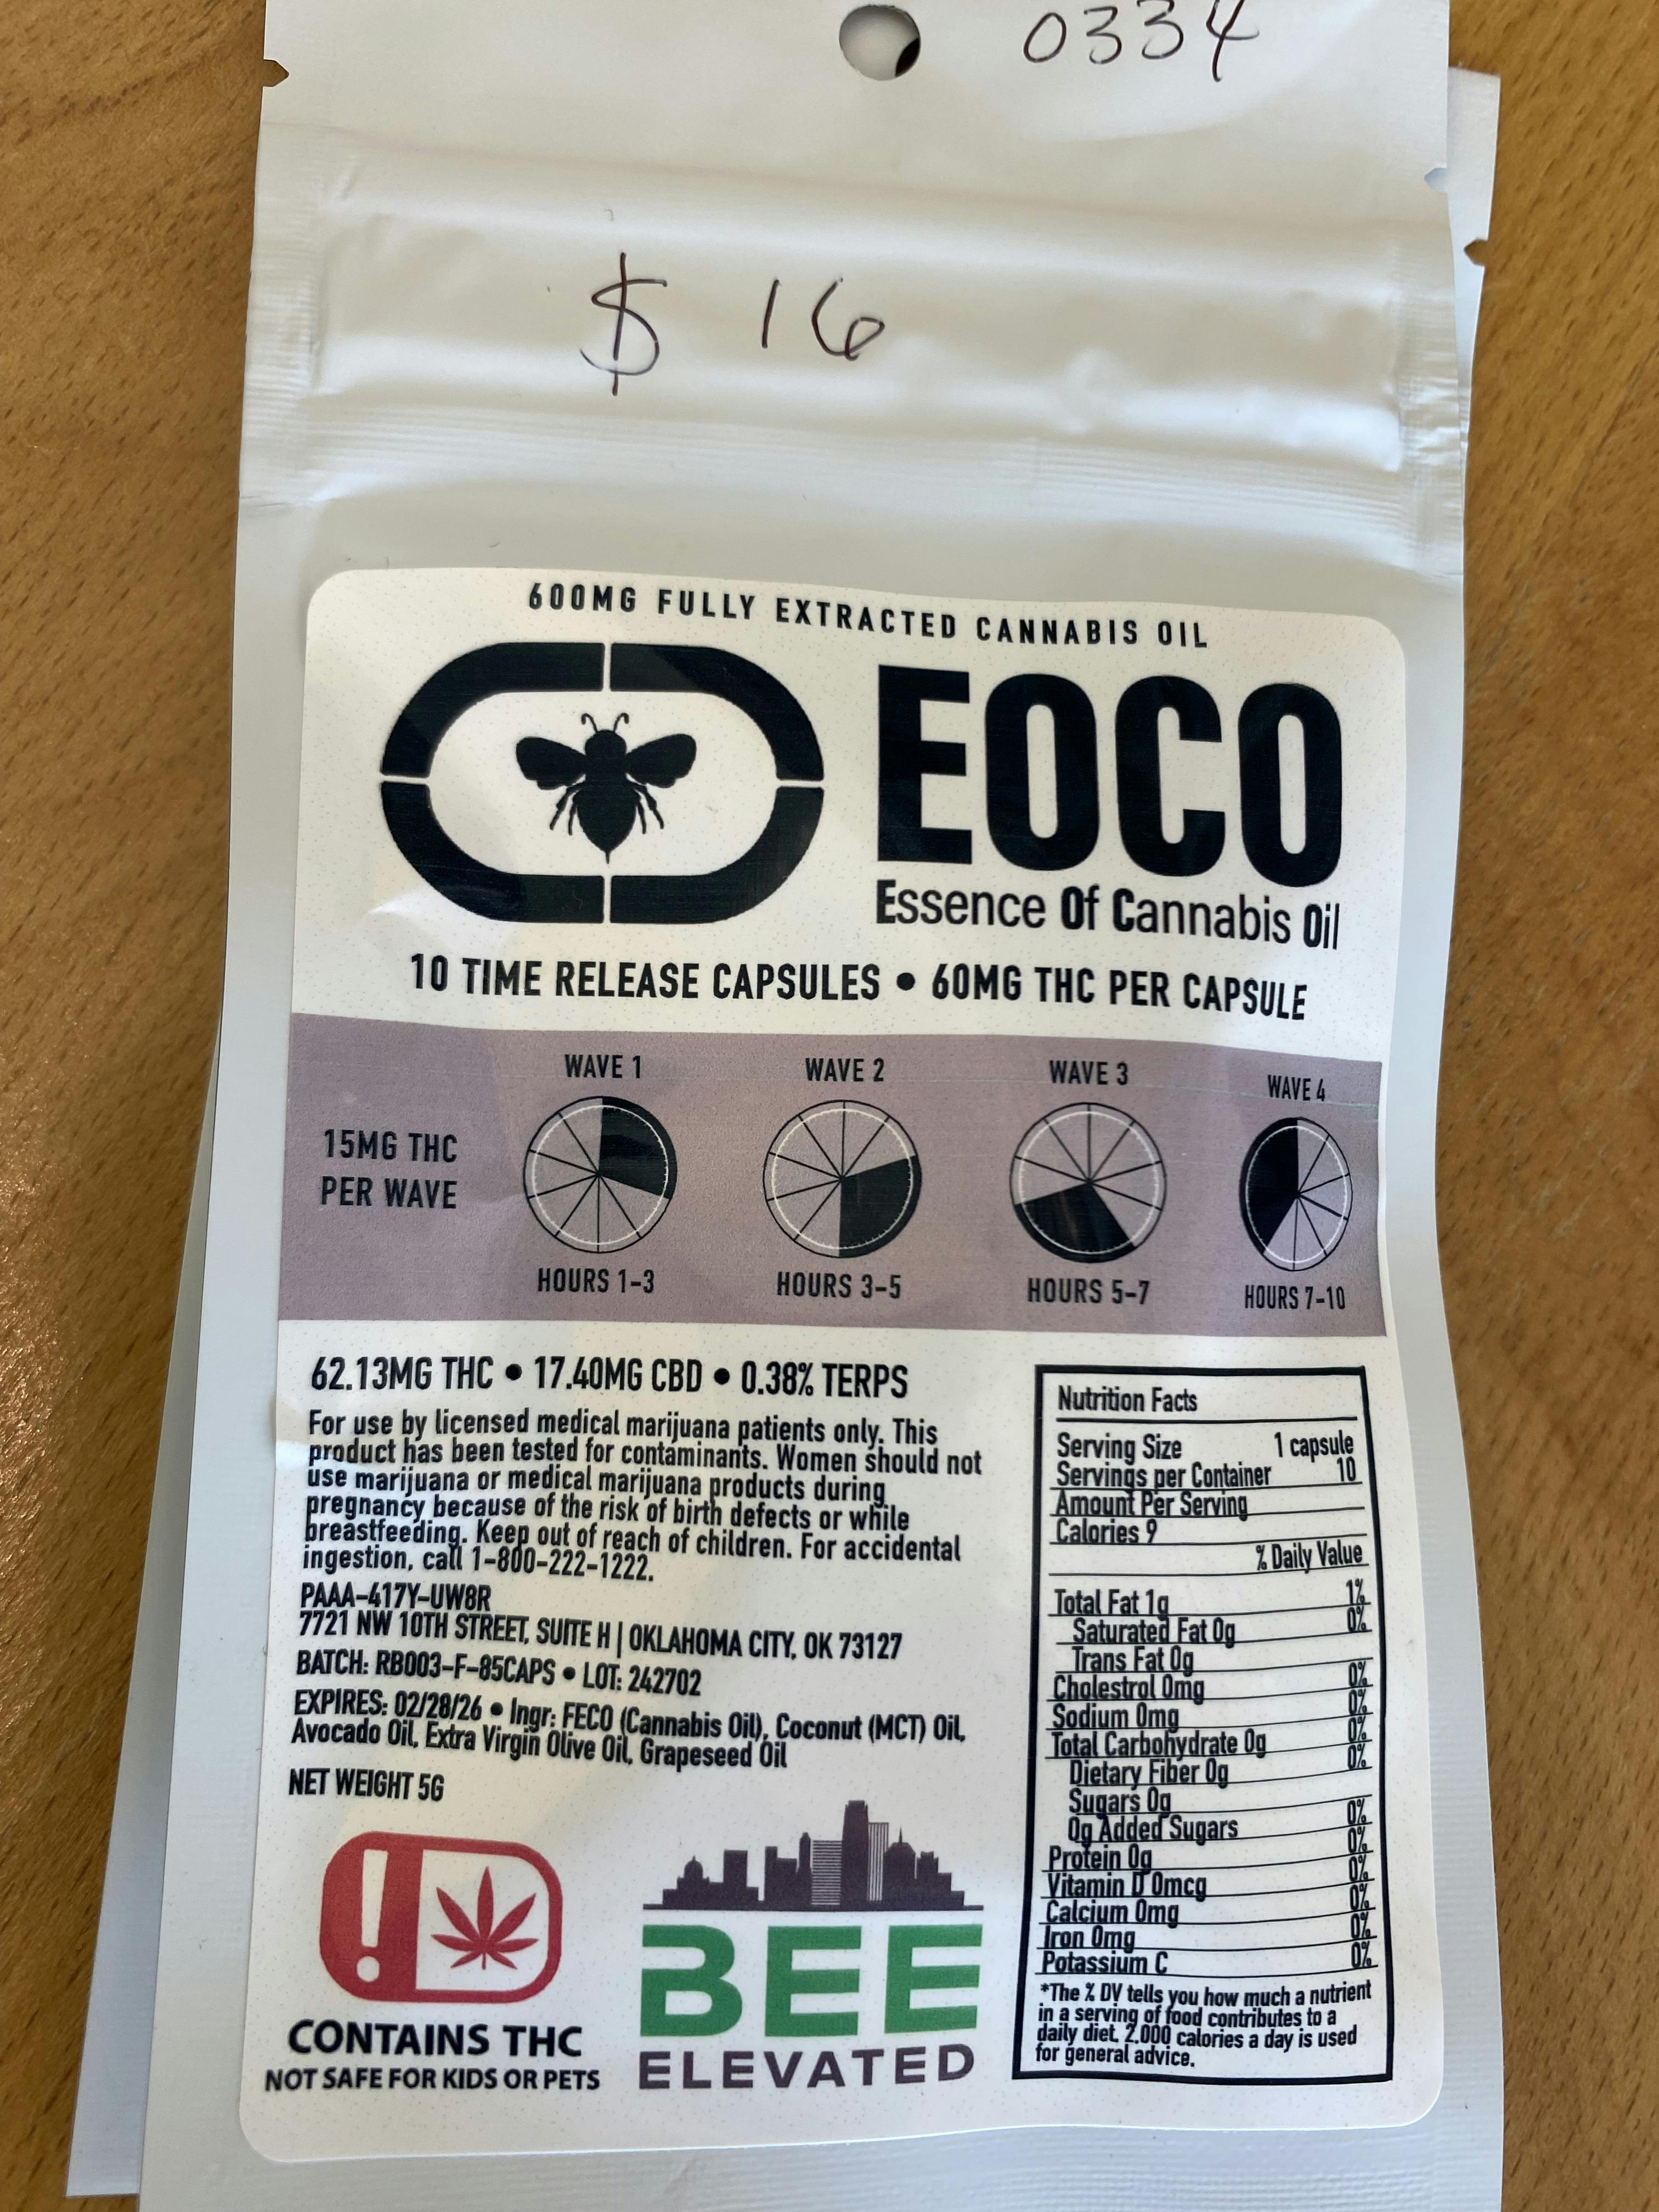 0334
$ 16
600MG FULLY EXTRACTED CANNABIS OIL
EOCO
Essence Of Cannabis Oil
10 TIME RELEASE CAPSULES • 60MG THC PER CAPSULE
15MG THC
PER WAVE
WAVE 1
HOURS 1-3
WAVE 2
HOURS 3-5
WAVE 3
HOURS 5-7
WAVE 4
HOURS 7-10
62.13MG THC • 17.40MG CBD • 0.38% TERPS
For use by licensed medical marijuana patients only. This
product has been tested for contaminants. Women should not
use marijuana or medical marijuana products during
pregnancy because of the risk of birth defects or while
breastfeeding. Keep out of reach of children. For accidental
ingestion, call 1-800-222-1222.
PAAA-417Y-UW8R
7721 NW 10TH STREET, SUITE H | OKLAHOMA CITY, OK 73127
BATCH: RB003-F-85CAPS • LOT: 242702
EXPIRES: 02/28/26 • Ingr: FECO (Cannabis Oil), Coconut (MCT) Oil,
Avocado Oil, Extra Virgin Olive Oil, Grapeseed Oil
NET WEIGHT 5G
!
CONTAINS THC
NOT SAFE FOR KIDS OR PETS
BEE
ELEVATED
Nutrition Facts
Serving Size 1 capsule
Servings per Container 10
Amount Per Serving
Calories 9
% Daily Value
Total Fat 1g 1%
Saturated Fat 0g 0%
Trans Fat 0g
Cholestrol 0mg 0%
Sodium 0mg 0%
Total Carbohydrate 0g 0%
Dietary Fiber 0g 0%
Sugars 0g
0g Added Sugars 0%
Protein 0g 0%
Vitamin D 0mcg 0%
Calcium 0mg 0%
Iron 0mg 0%
Potassium C 0%
*The % DV tells you how much a nutrient
in a serving of food contributes to a
daily diet. 2,000 calories a day is used
for general advice.